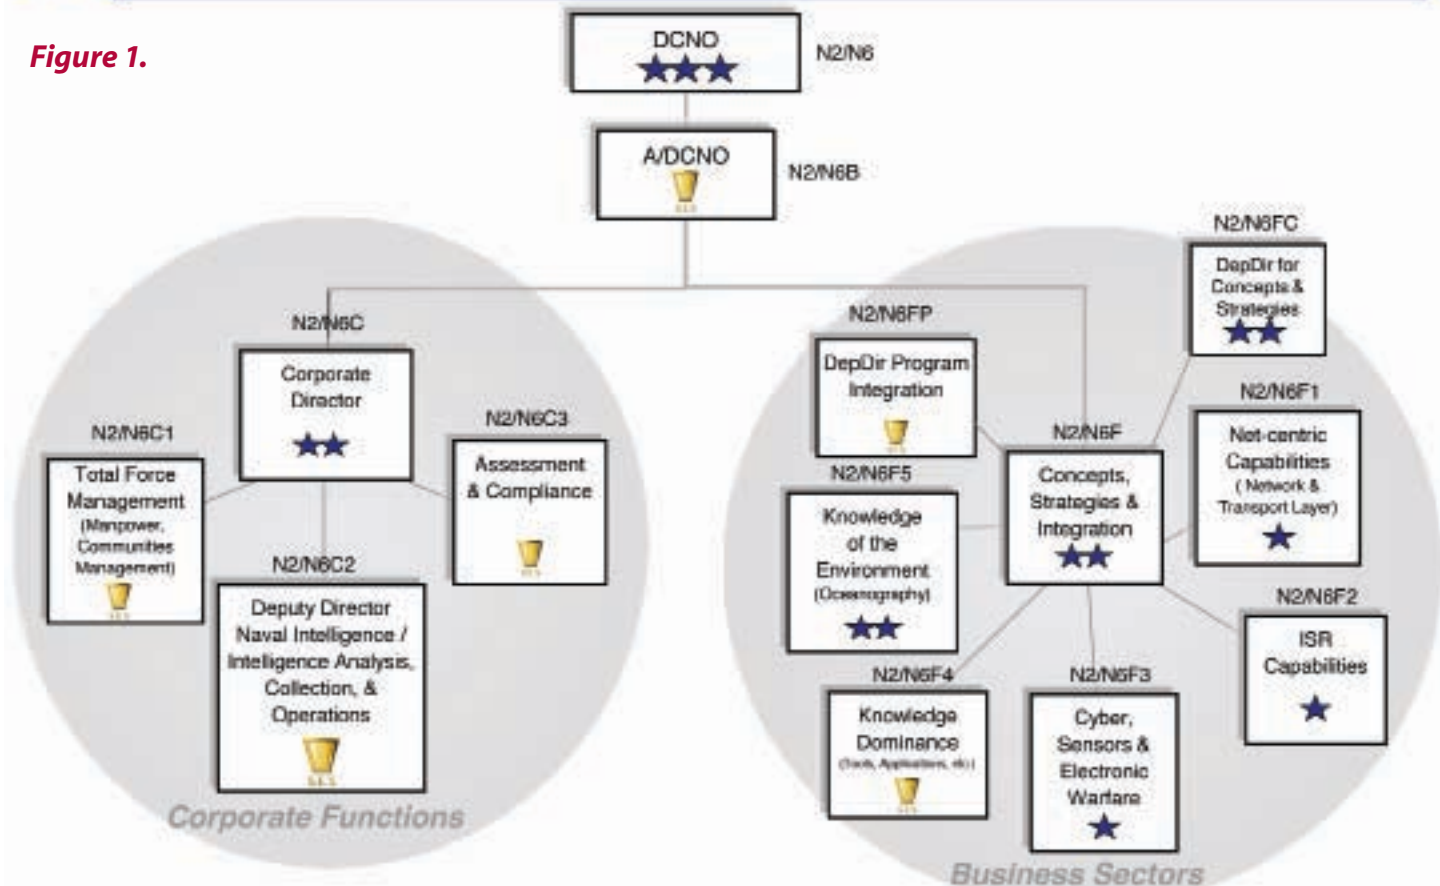 Figure 1.
DCNO
N2/N6
A/DCNO
N2/N6B
N2/N6C
Corporate
Director
N2/N6C1
Total Force
Management
(Manpower,
Communities
Management)
N2/N6C2
Deputy Director
Naval Intelligence /
Intelligence Analysis,
Collection, &
Operations
N2/N6C3
Assessment
& Compliance
Corporate Functions
N2/N6FC
DepDir for
Concepts &
Strategies
N2/N6FP
DepDir Program
Integration
N2/N6F
Concepts,
Strategies &
Integration
N2/N6F1
Net-centric
Capabilities
( Network &
Transport Layer)
N2/N6F5
Knowledge
of the
Environment
(Oceanography)
N2/N6F2
ISR
Capabilities
N2/N6F4
Knowledge
Dominance
(Tools, Applications, etc.)
N2/N6F3
Cyber,
Sensors &
Electronic
Warfare
Business Sectors